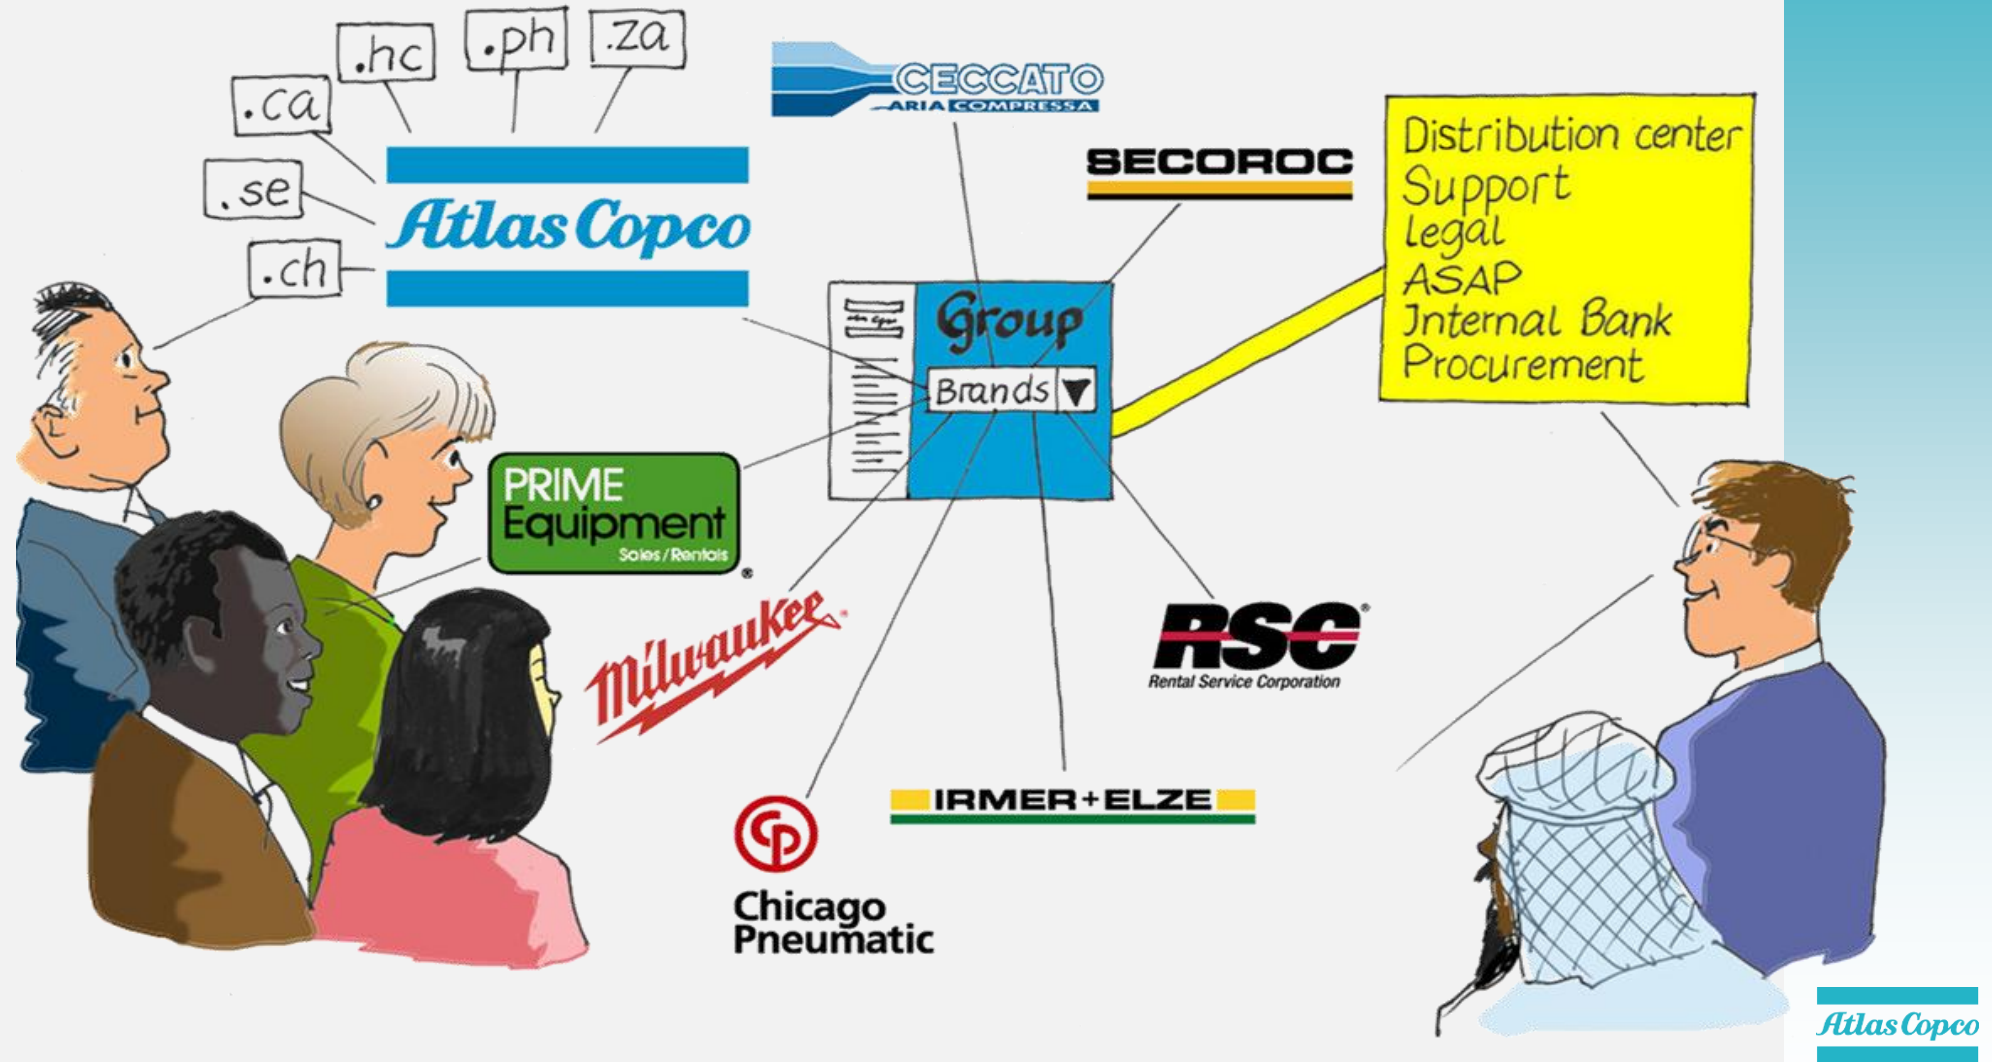 .hc
.ph
.za
.ca
.se
.ch
Atlas Copco
CECCATO
ARIA COMPRESSA
SECOROC
Distribution center
Support
Legal
ASAP
Internal Bank
Procurement
Group
Brands
PRIME
Equipment
Sales/Rentals
®
Milwaukee
RSC®
Rental Service Corporation
IRMER+ELZE
CP
Chicago
Pneumatic
Atlas Copco